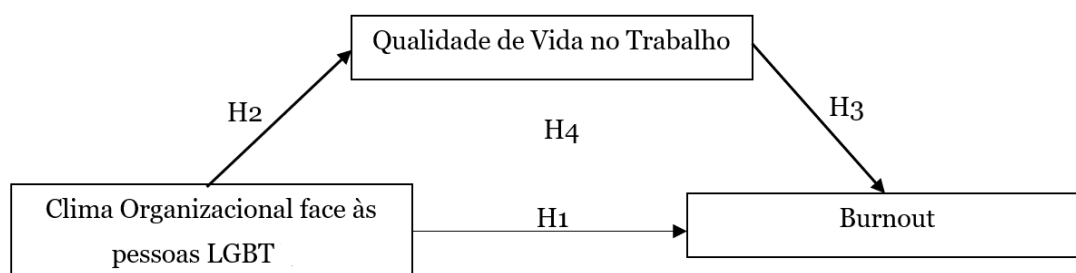 Qualidade de Vida no Trabalho
H2
H3
H4
Clima Organizacional face às
pessoas LGBT
H1
Burnout